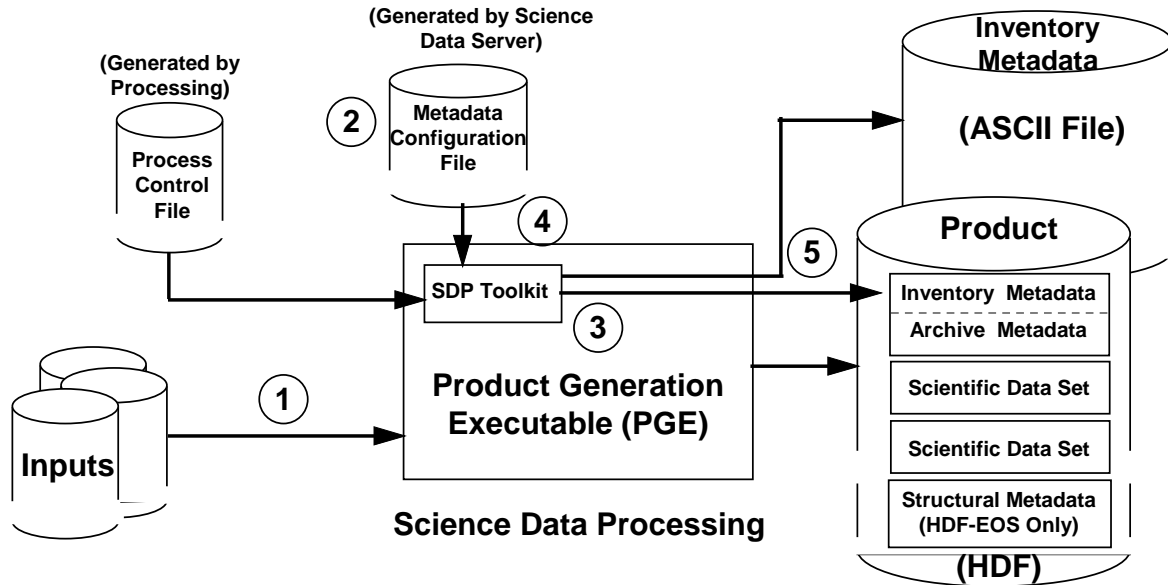 (Generated by
Processing)
Process
Control
File
(Generated by Science
Data Server)
2
Metadata
Configuration
File
4
SDP Toolkit
3
5
1
Inputs
Product Generation
Executable (PGE)
Science Data Processing
Inventory
Metadata
(ASCII File)
Product
Inventory Metadata
Archive Metadata
Scientific Data Set
Scientific Data Set
Structural Metadata
(HDF-EOS Only)
(HDF)